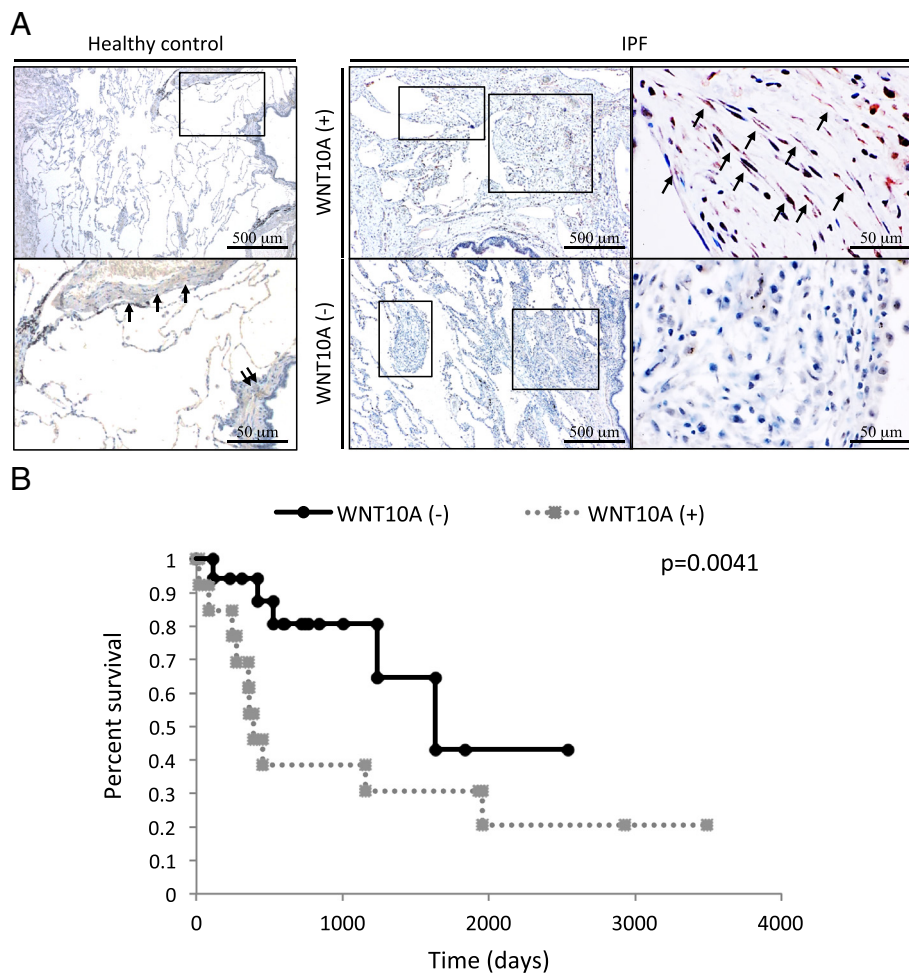 A
Healthy control
IPF
WNT10A (+)
500 µm
500 µm
50 µm
WNT10A (-)
50 µm
500 µm
50 µm
B
WNT10A (-)
WNT10A (+)
p=0.0041
1
0.9
0.8
0.7
0.6
0.5
0.4
0.3
0.2
0.1
0
Percent survival
0 1000 2000 3000 4000
Time (days)